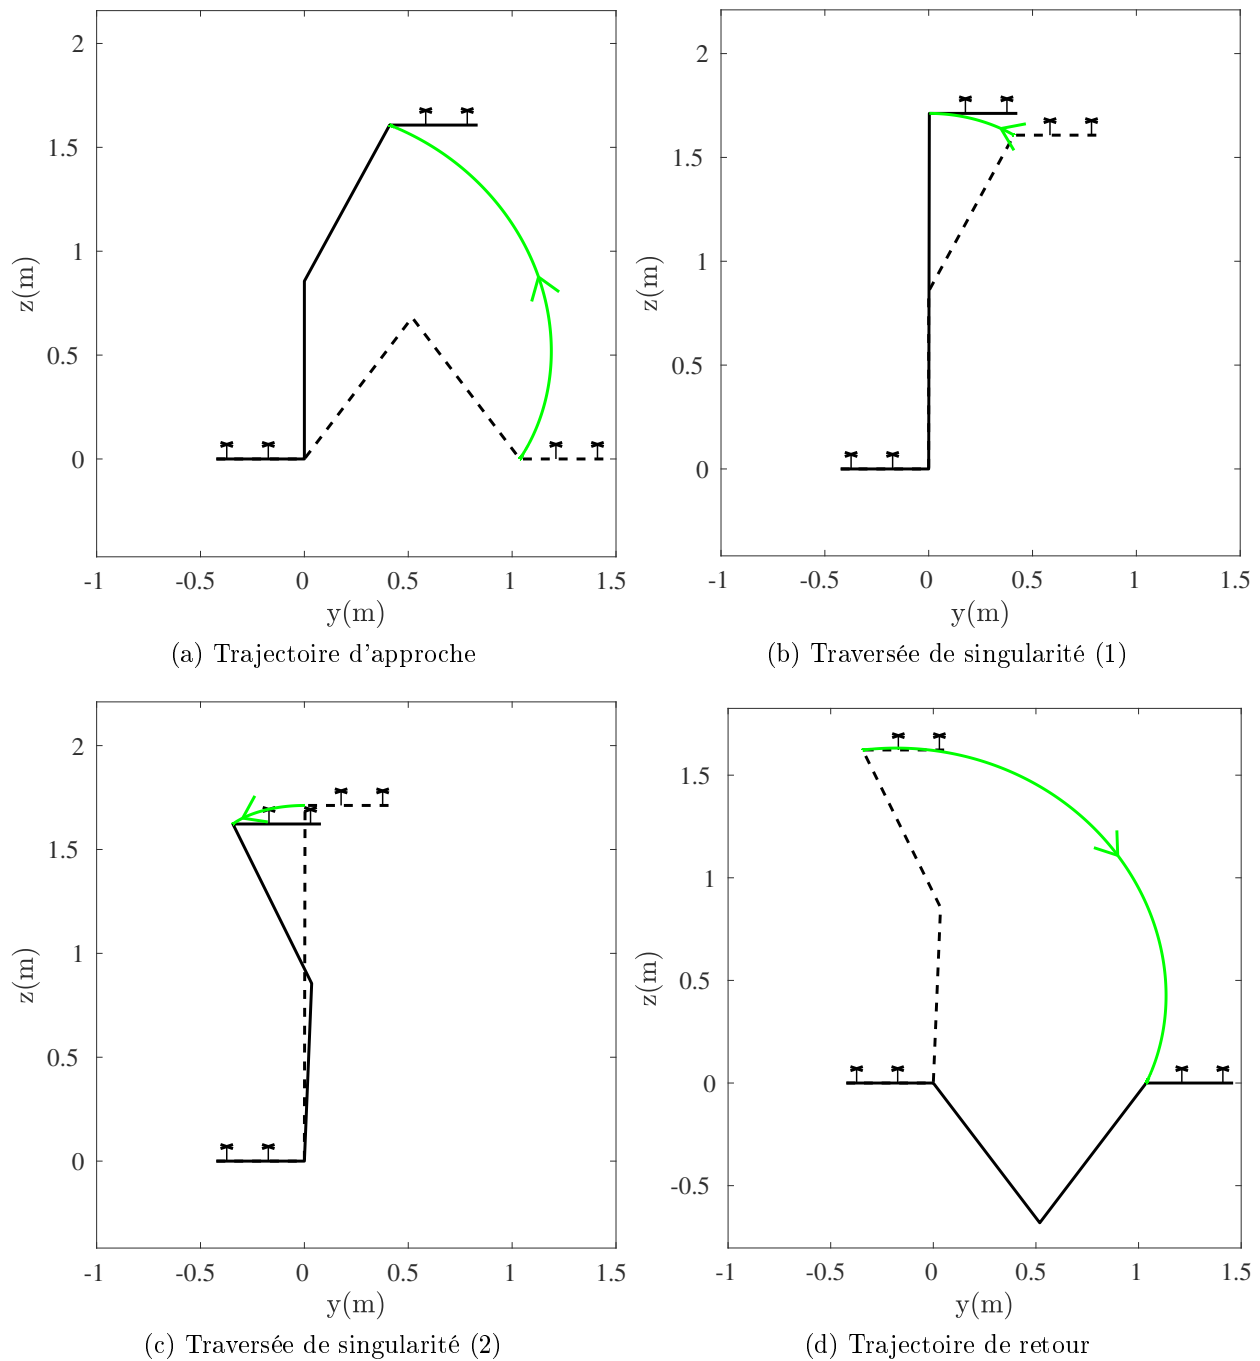 2
1.5
1
0.5
0
z(m)
-1 -0.5 0 0.5 1 1.5
y(m)
(a) Trajectoire d'approche
2
1.5
1
0.5
0
z(m)
-1 -0.5 0 0.5 1 1.5
y(m)
(b) Traversée de singularité (1)
2
1.5
1
0.5
0
z(m)
-1 -0.5 0 0.5 1 1.5
y(m)
(c) Traversée de singularité (2)
1.5
1
0.5
0
-0.5
z(m)
-1 -0.5 0 0.5 1 1.5
y(m)
(d) Trajectoire de retour